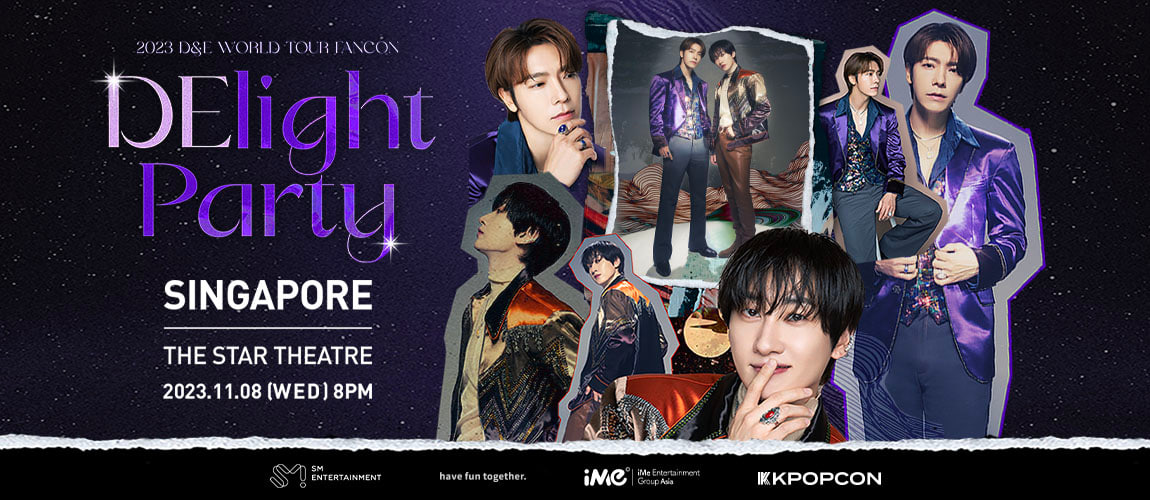 2023 D&E WORLD TOUR FANCON
DElight
Party
SINGAPORE
THE STAR THEATRE
2023.11.08 (WED) 8PM
SM
ENTERTAINMENT
have fun together.
iMe
iMe Entertainment
Group Asia
KPOPCON